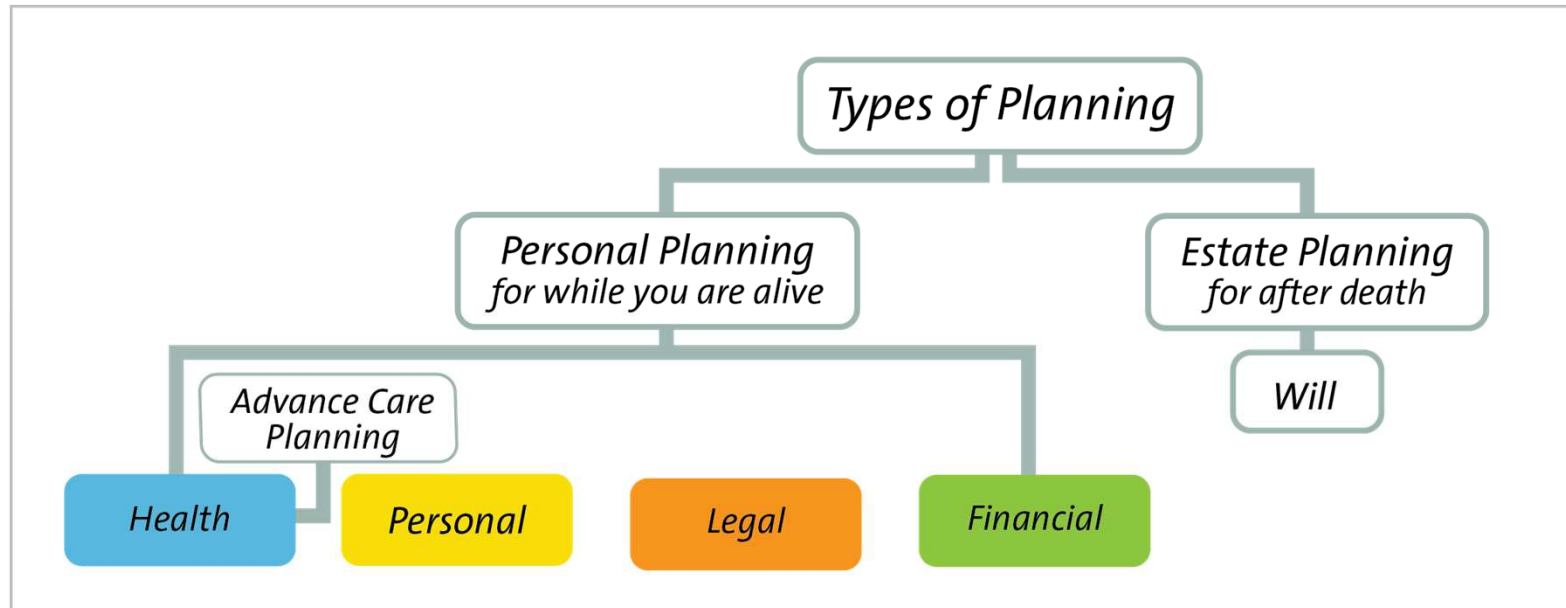 Types of Planning
Personal Planning
for while you are alive
Estate Planning
for after death
Advance Care
Planning
Will
Health
Personal
Legal
Financial